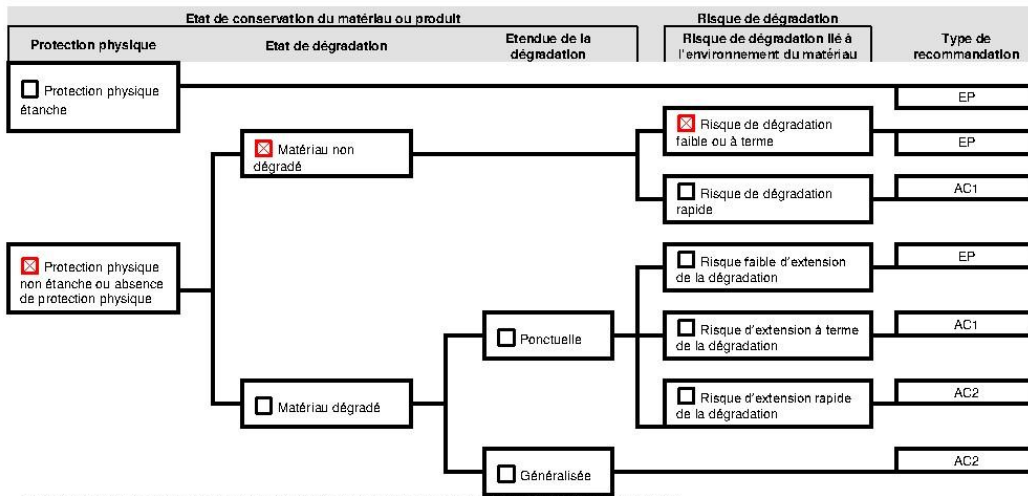 Etat de conservation du matériau ou produit
Risque de dégradation
Protection physique
Etat de dégradation
Etendue de la
dégradation
Risque de dégradation lié à
l'environnement du matériau
Type de
recommandation
Protection physique
étanche
EP
Matériau non
dégradé
Risque de dégradation
faible ou à terme
EP
Risque de dégradation
rapide
AC1
Protection physique
non étanche ou absence
de protection physique
Risque faible d'extension
de la dégradation
EP
Ponctuelle
Risque d'extension à terme
de la dégradation
AC1
Matériau dégradé
Risque d'extension rapide
de la dégradation
AC2
Généralisée
AC2